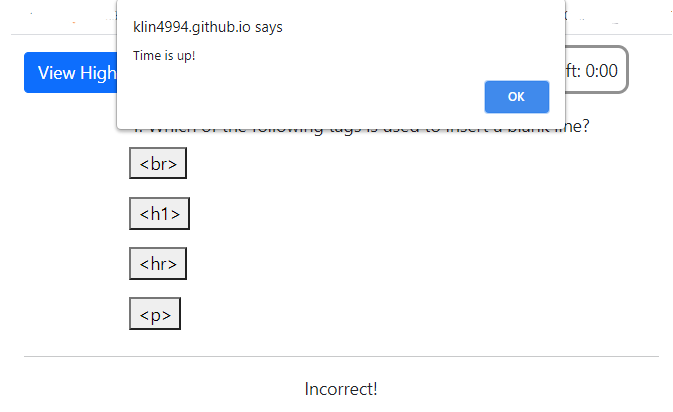 klin4994.github.io says
Time is up!
OK
View High
ft: 0:00
Which of the following tags is used to insert a blank line?
<br>
<h1>
<hr>
<p>
Incorrect!